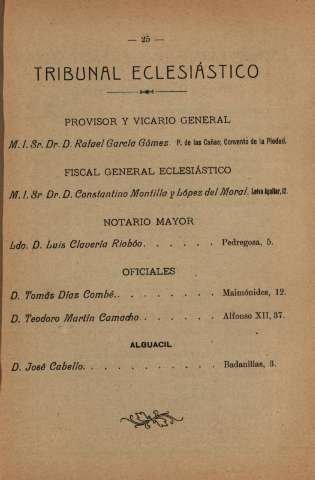 — 25 —
TRIBUNAL ECLESIÁSTICO
PROVISOR Y VICARIO GENERAL
M. I. Sr. Dr. D. Rafael García Gómez. P. de las Cañas, Convento de la Piedad.
FISCAL GENERAL ECLESIÁSTICO
M. I. Sr Dr. D. Constantino Montilla y López del Moral. Leiva Aguilar, 12.
NOTARIO MAYOR
Ldo. D. Luis Clavería Riobóo. . . . . . Pedregosa, 5.
OFICIALES
D. Tomás Díaz Combé. . . . . . . Maimónides, 12.
D. Teodoro Martín Camacho . . . . . Alfonso XII, 37.
ALGUACIL
D. José Cabello. . . . . . . . . Badanillas, 3.